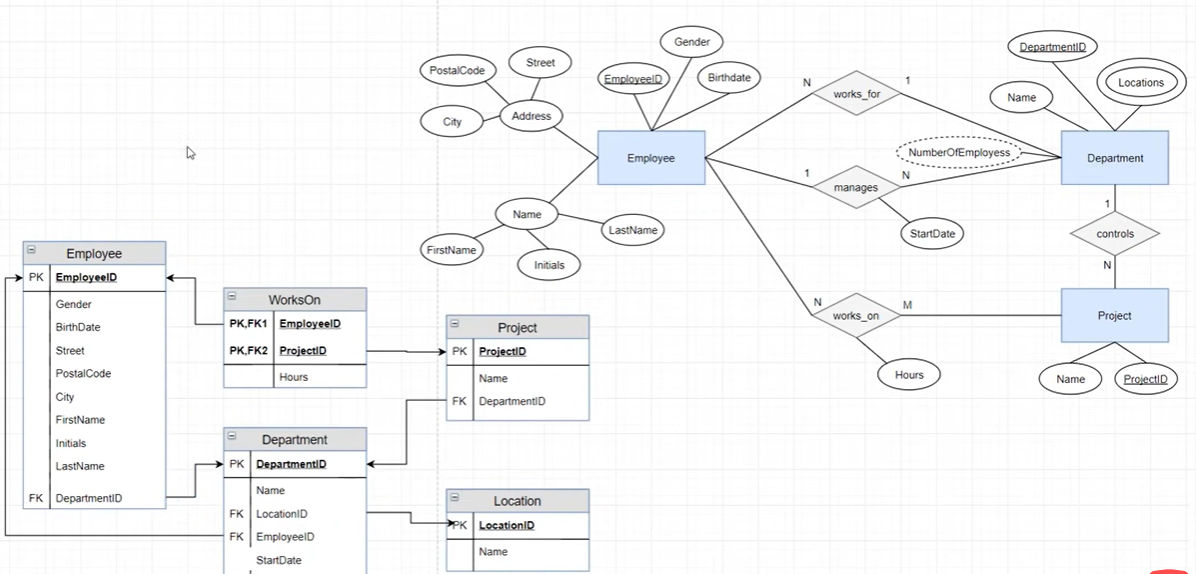 Gender
Street
PostalCode
EmployeeID
Birthdate
Address
City
Employee
Name
FirstName
LastName
Initials
N
works_for
1
1
manages
N
StartDate
NumberOfEmployess
DepartmentID
Locations
Name
Department
1
controls
N
N
works_on
M
Hours
Project
Name
ProjectID
Employee
PK EmployeeID
Gender
BirthDate
Street
PostalCode
City
FirstName
Initials
LastName
FK DepartmentID
WorksOn
PK,FK1 EmployeeID
PK,FK2 ProjectID
Hours
Project
PK ProjectID
Name
FK DepartmentID
Department
PK DepartmentID
Name
FK LocationID
FK EmployeeID
StartDate
Location
PK LocationID
Name